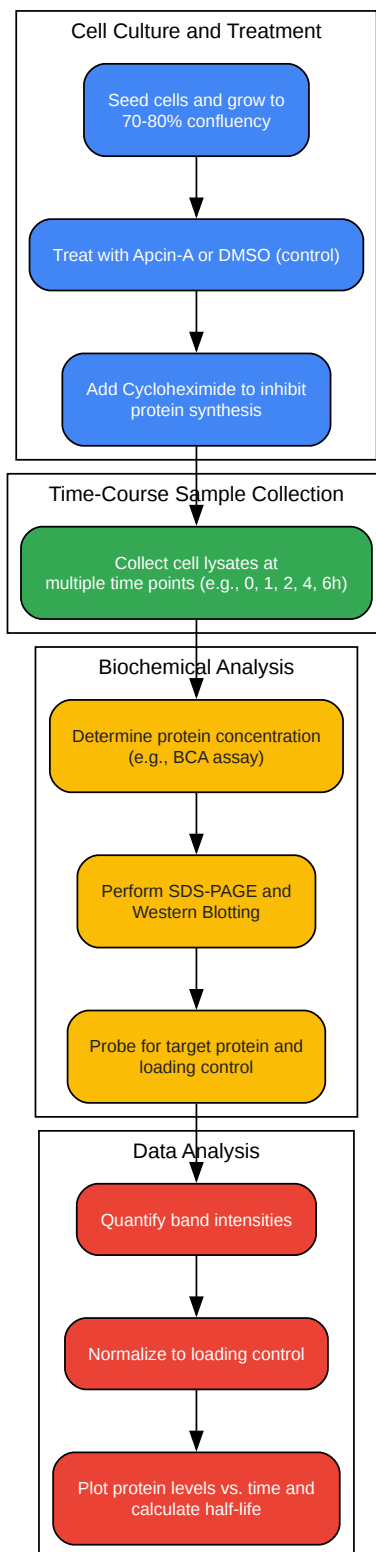 Cell Culture and Treatment
Seed cells and grow to
70-80% confluency
Treat with Apcin-A or DMSO (control)
Add Cycloheximide to inhibit
protein synthesis
Time-Course Sample Collection
Collect cell lysates at
multiple time points (e.g., 0, 1, 2, 4, 6h)
Biochemical Analysis
Determine protein concentration
(e.g., BCA assay)
Perform SDS-PAGE and
Western Blotting
Probe for target protein and
loading control
Data Analysis
Quantify band intensities
Normalize to loading control
Plot protein levels vs. time and
calculate half-life